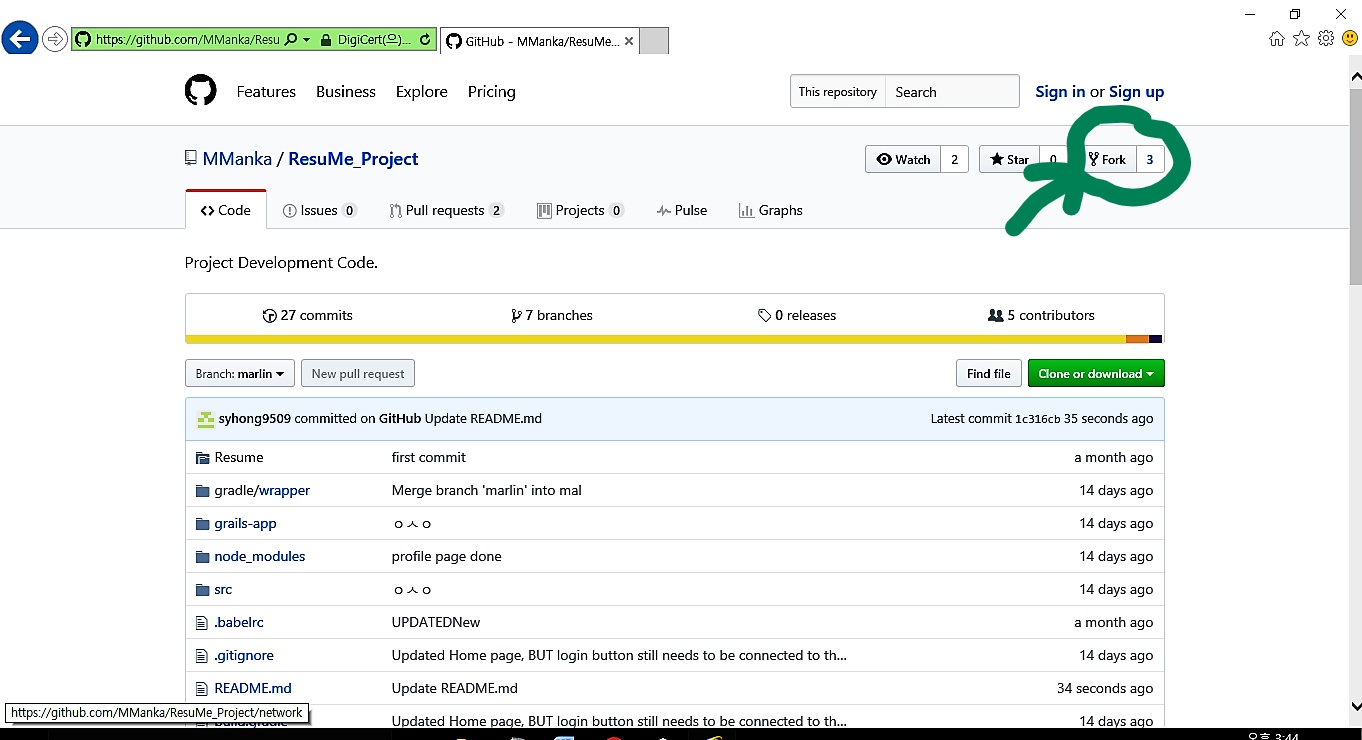 https://github.com/MManka/Resu DigiCert(으)... GitHub - MManka/ResuMe...
Features Business Explore Pricing This repository Search Sign in or Sign up
MManka / ResuMe_Project Watch 2 Star 0 Fork 3
Code Issues 0 Pull requests 2 Projects 0 Pulse Graphs
Project Development Code.
27 commits 7 branches 0 releases 5 contributors
Branch: marlin New pull request Find file Clone or download
syhong9509 committed on GitHub Update README.md Latest commit 1c316cb 35 seconds ago
Resume first commit a month ago
gradle/wrapper Merge branch 'marlin' into mal 14 days ago
grails-app ㅇㅅㅇ 14 days ago
node_modules profile page done 14 days ago
src ㅇㅅㅇ 14 days ago
.babelrc UPDATEDNew a month ago
.gitignore Updated Home page, BUT login button still needs to be connected to th... 14 days ago
README.md Update README.md 34 seconds ago
https://github.com/MManka/ResuMe_Project/network
build.gradle Updated Home page, BUT login button still needs to be connected to th... 14 days ago
오후 3:44